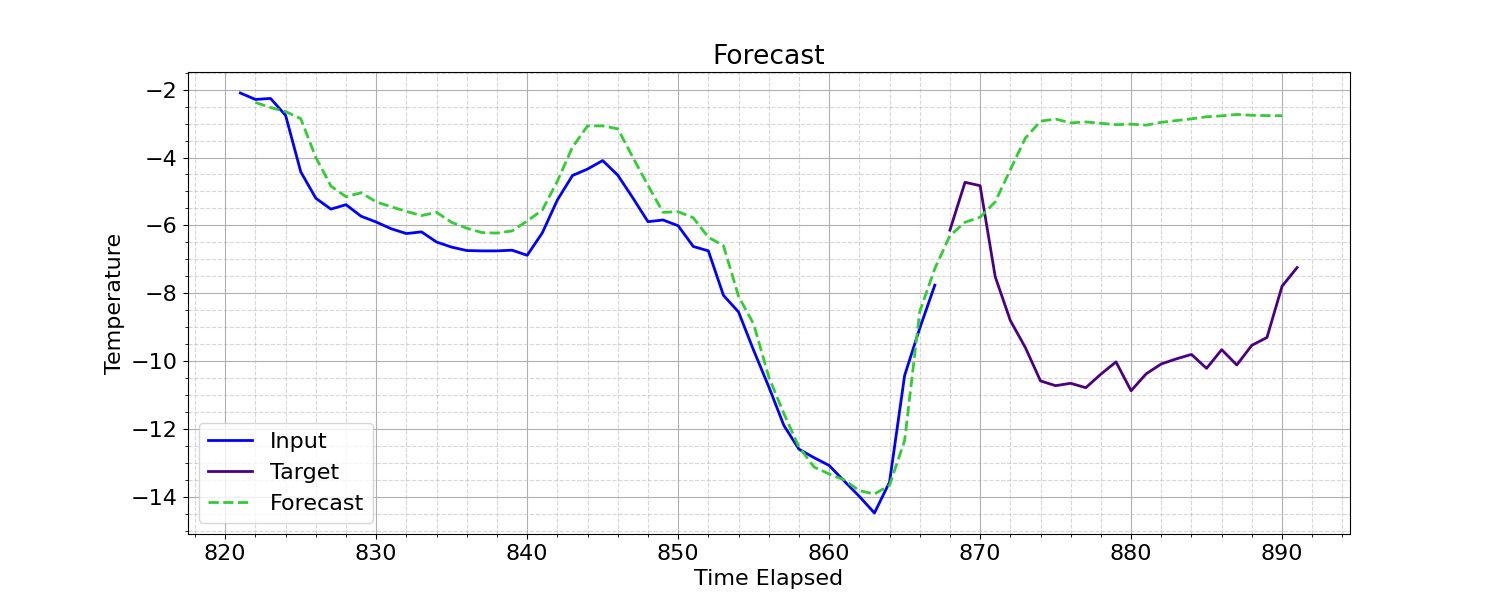 Forecast
Temperature
−2
−4
−6
−8
−10
−12
−14
Input
Target
Forecast
820 830 840 850 860 870 880 890
Time Elapsed